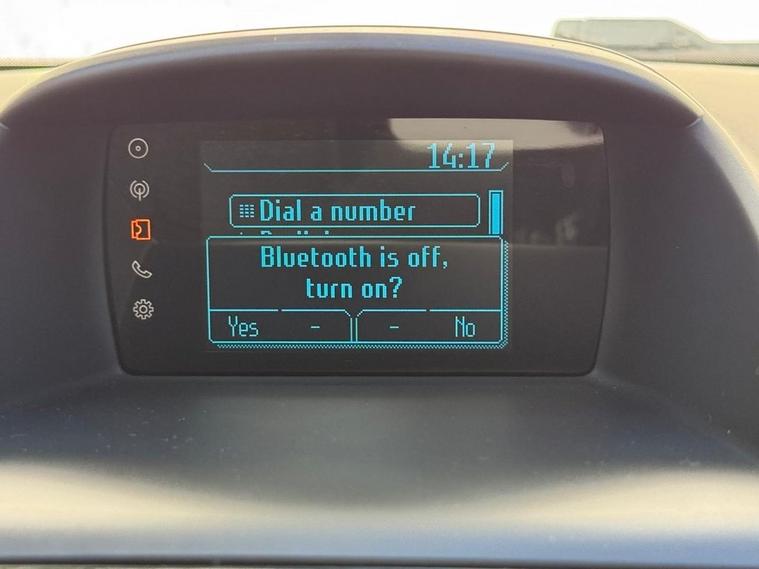 14:17
Dial a number
Bluetooth is off,
turn on?
Yes - - No